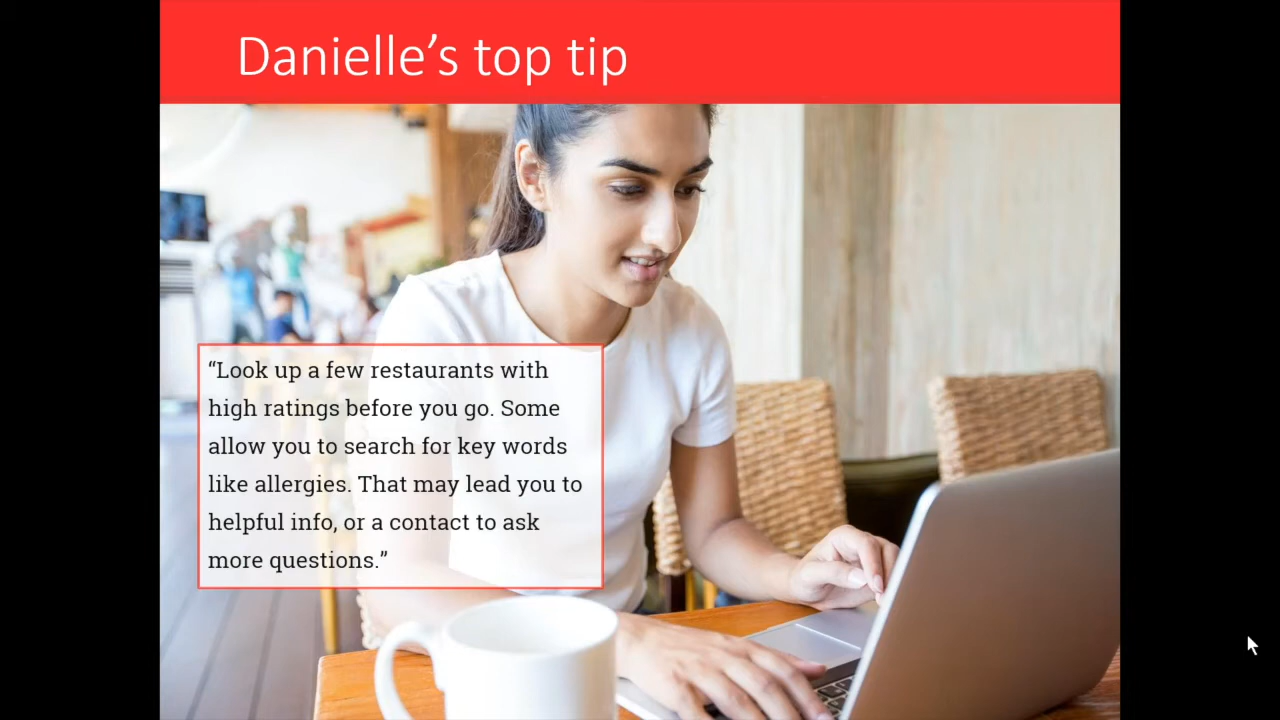 Danielle’s top tip
“Look up a few restaurants with
high ratings before you go. Some
allow you to search for key words
like allergies. That may lead you to
helpful info, or a contact to ask
more questions.”